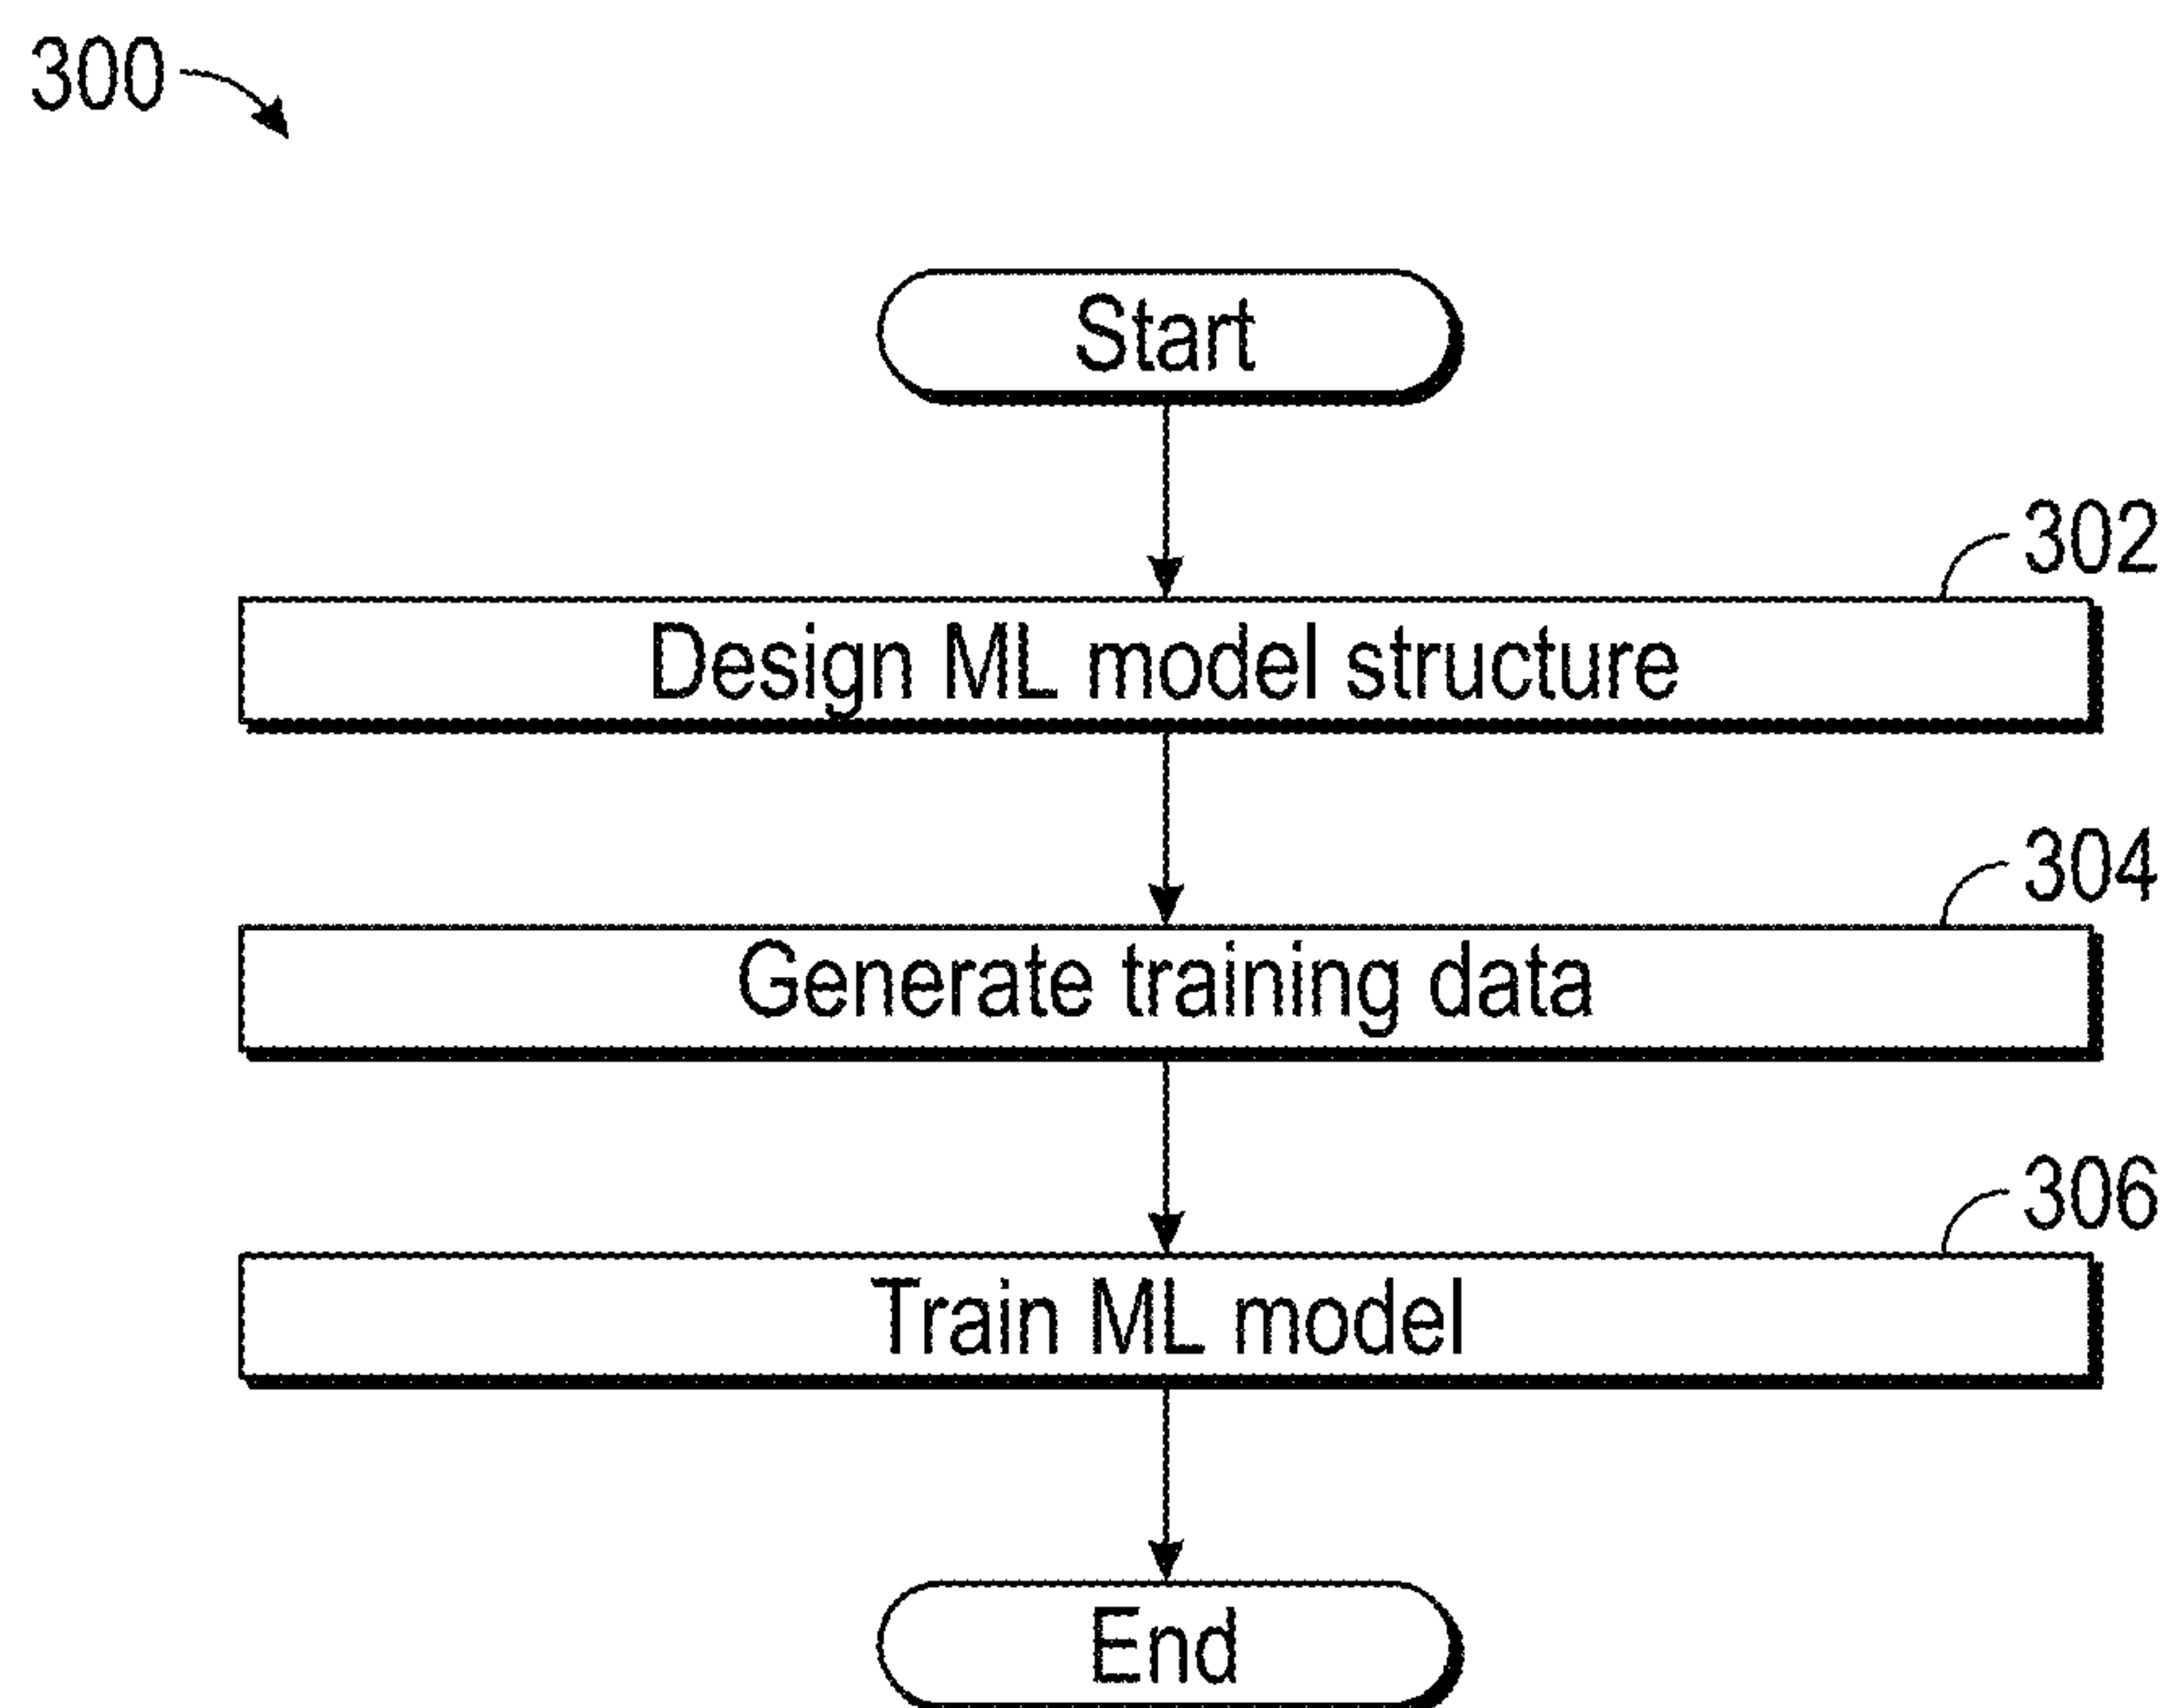 300
Start
302
Design ML model structure
304
Generate training data
306
Train ML model
End